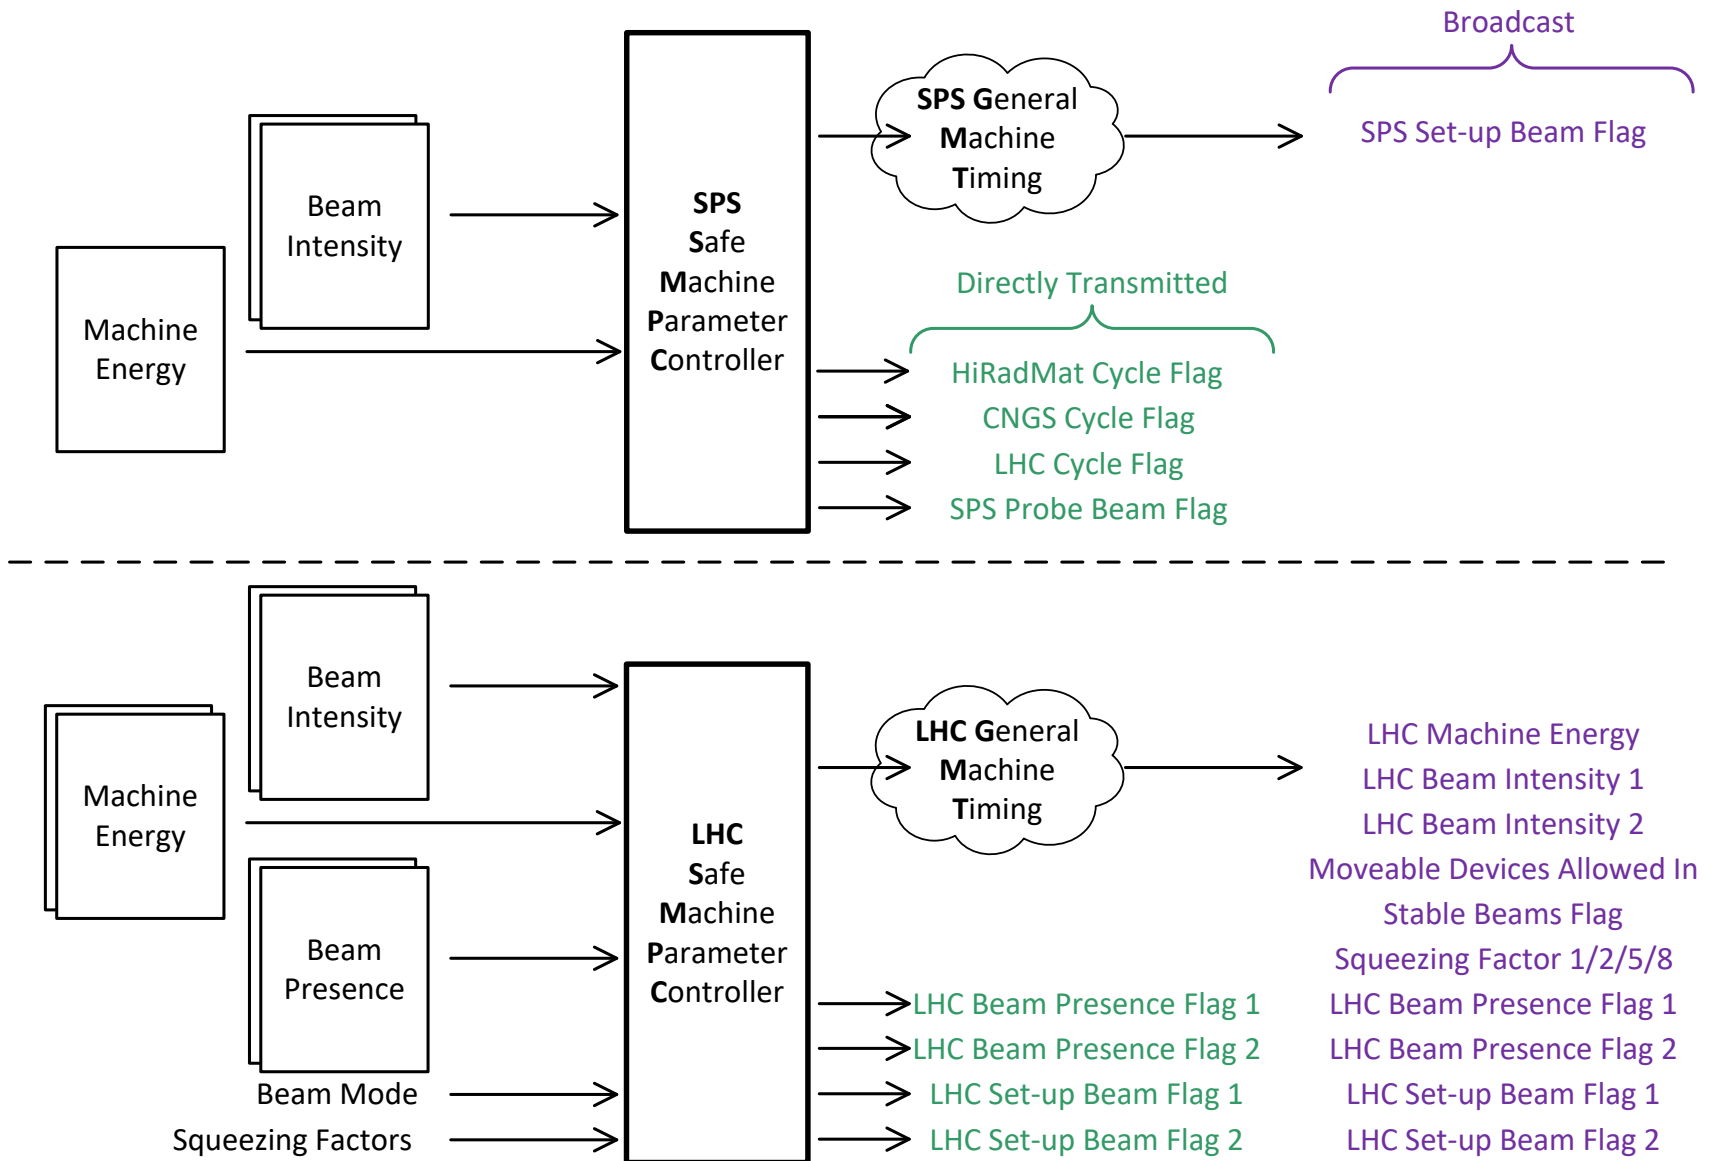 Broadcast
SPS General
Machine
Timing
SPS Set-up Beam Flag
Beam
Intensity
Machine
Energy
SPS
Safe
Machine
Parameter
Controller
Directly Transmitted
HiRadMat Cycle Flag
CNGS Cycle Flag
LHC Cycle Flag
SPS Probe Beam Flag
Beam
Intensity
Machine
Energy
Beam
Presence
Beam Mode
Squeezing Factors
LHC
Safe
Machine
Parameter
Controller
LHC General
Machine
Timing
LHC Beam Presence Flag 1
LHC Beam Presence Flag 2
LHC Set-up Beam Flag 1
LHC Set-up Beam Flag 2
LHC Machine Energy
LHC Beam Intensity 1
LHC Beam Intensity 2
Moveable Devices Allowed In
Stable Beams Flag
Squeezing Factor 1/2/5/8
LHC Beam Presence Flag 1
LHC Beam Presence Flag 2
LHC Set-up Beam Flag 1
LHC Set-up Beam Flag 2